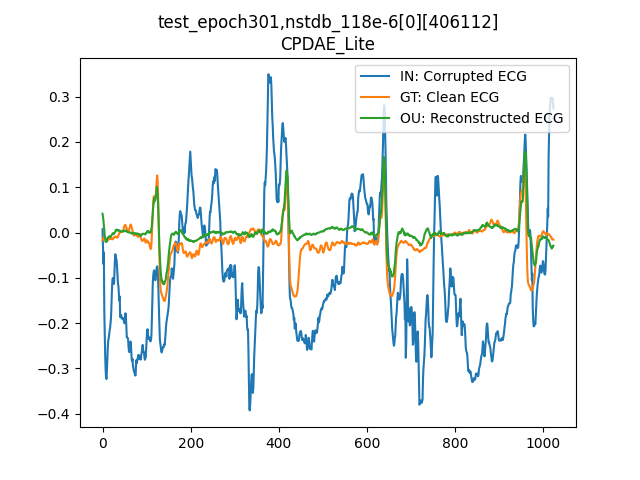 test_epoch301,nstdb_118e-6[0][406112]
CPDAE_Lite
IN: Corrupted ECG
GT: Clean ECG
OU: Reconstructed ECG
0.3
0.2
0.1
0.0
−0.1
−0.2
−0.3
−0.4
0 200 400 600 800 1000